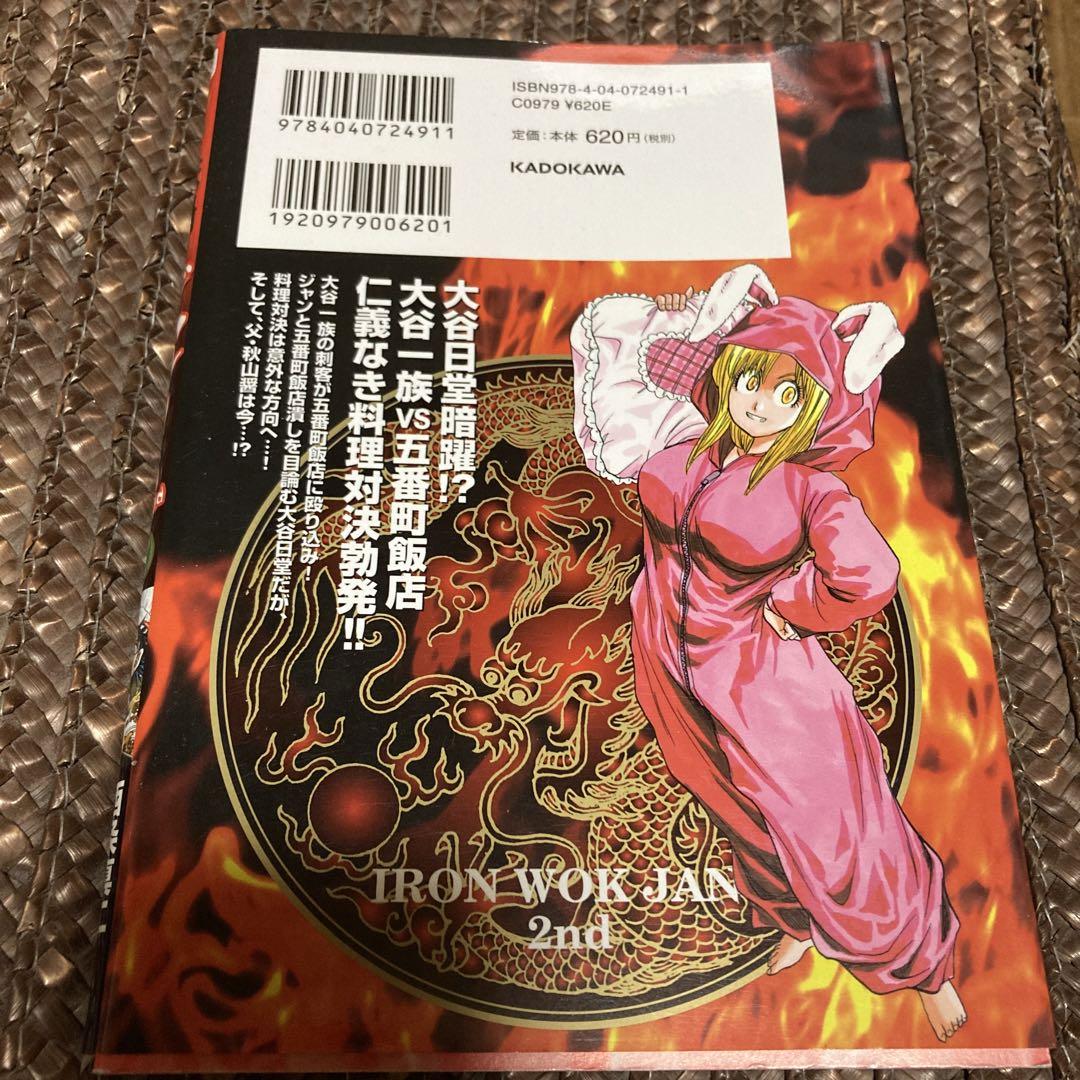 ISBN978-4-04-072491-1
C0979 ¥620E
定価：本体 620円（税別）
KADOKAWA
9784040724911
1920979006201
大谷日堂暗躍!?
大谷一族VS五番町飯店
仁義なき料理対決勃発!!
大谷一族の刺客が五番町飯店に殴り込み!
ジャンと五番町飯店潰しを目論む大谷日堂だが、
料理対決は意外な方向へ…!
そして、父・秋山醤は今…!?
IRON WOK JAN
2nd